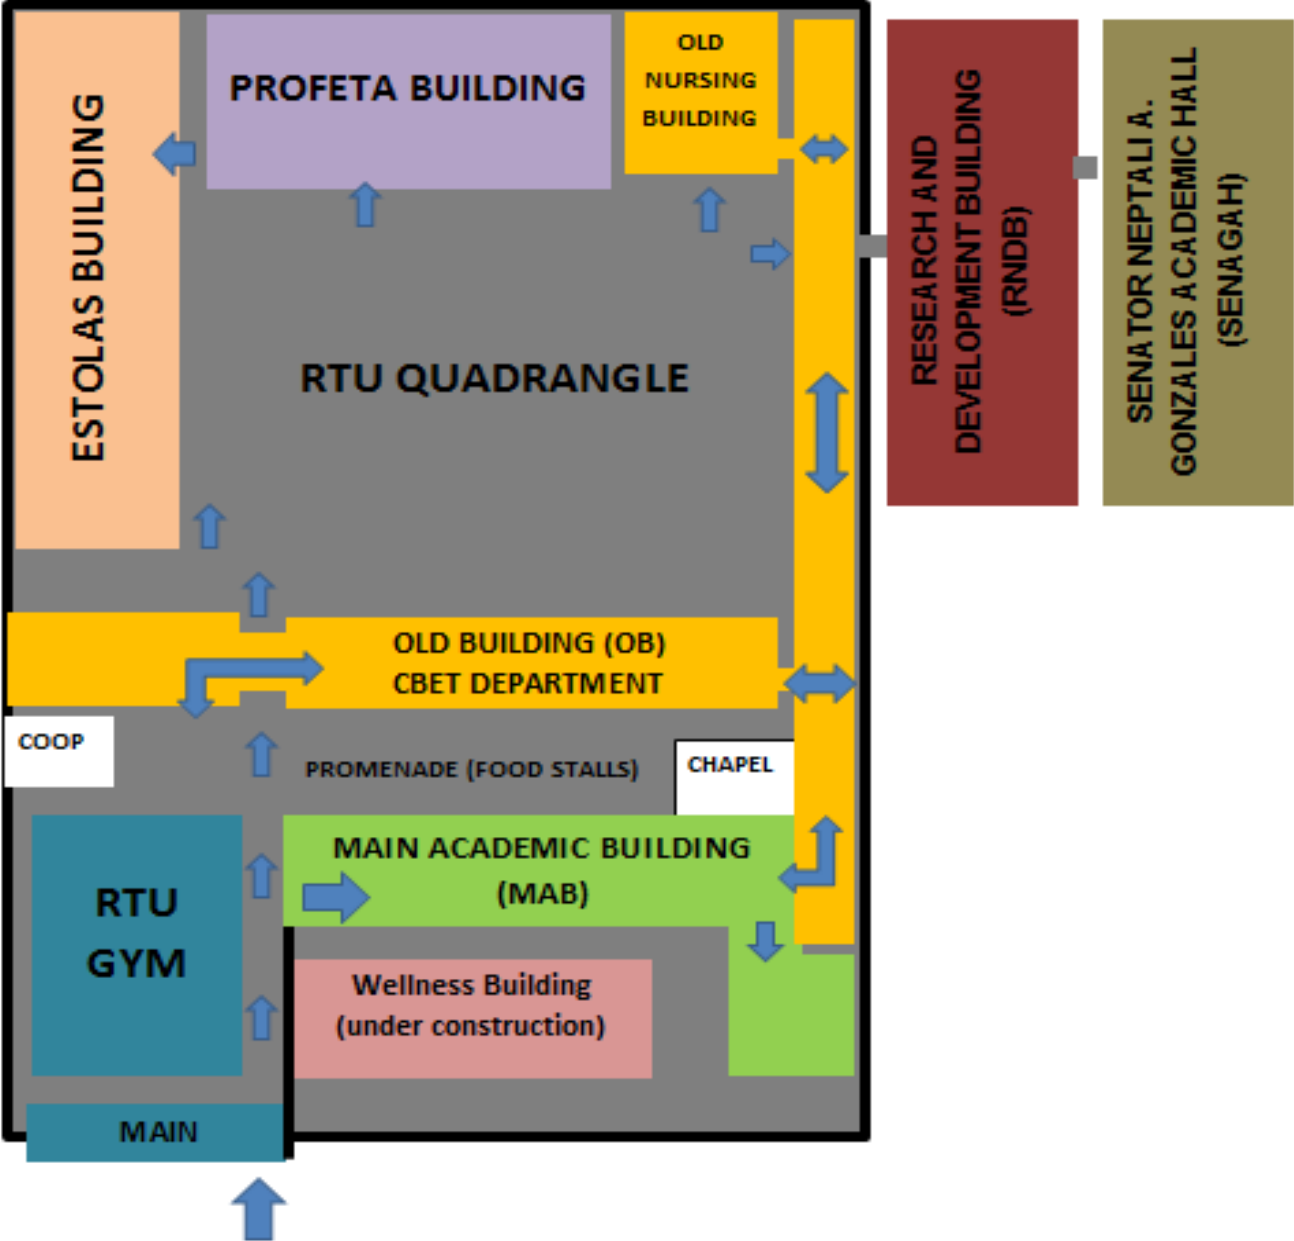 PROFETA BUILDING
OLD
NURSING
BUILDING
ESTOLAS BUILDING
RESEARCH AND
DEVELOPMENT BUILDING
(RNDB)
SENATOR NEPTALI A.
GONZALES ACADEMIC HALL
(SENAGAH)
RTU QUADRANGLE
OLD BUILDING (OB)
CBET DEPARTMENT
COOP
PROMENADE (FOOD STALLS)
CHAPEL
MAIN ACADEMIC BUILDING
(MAB)
RTU
GYM
Wellness Building
(under construction)
MAIN